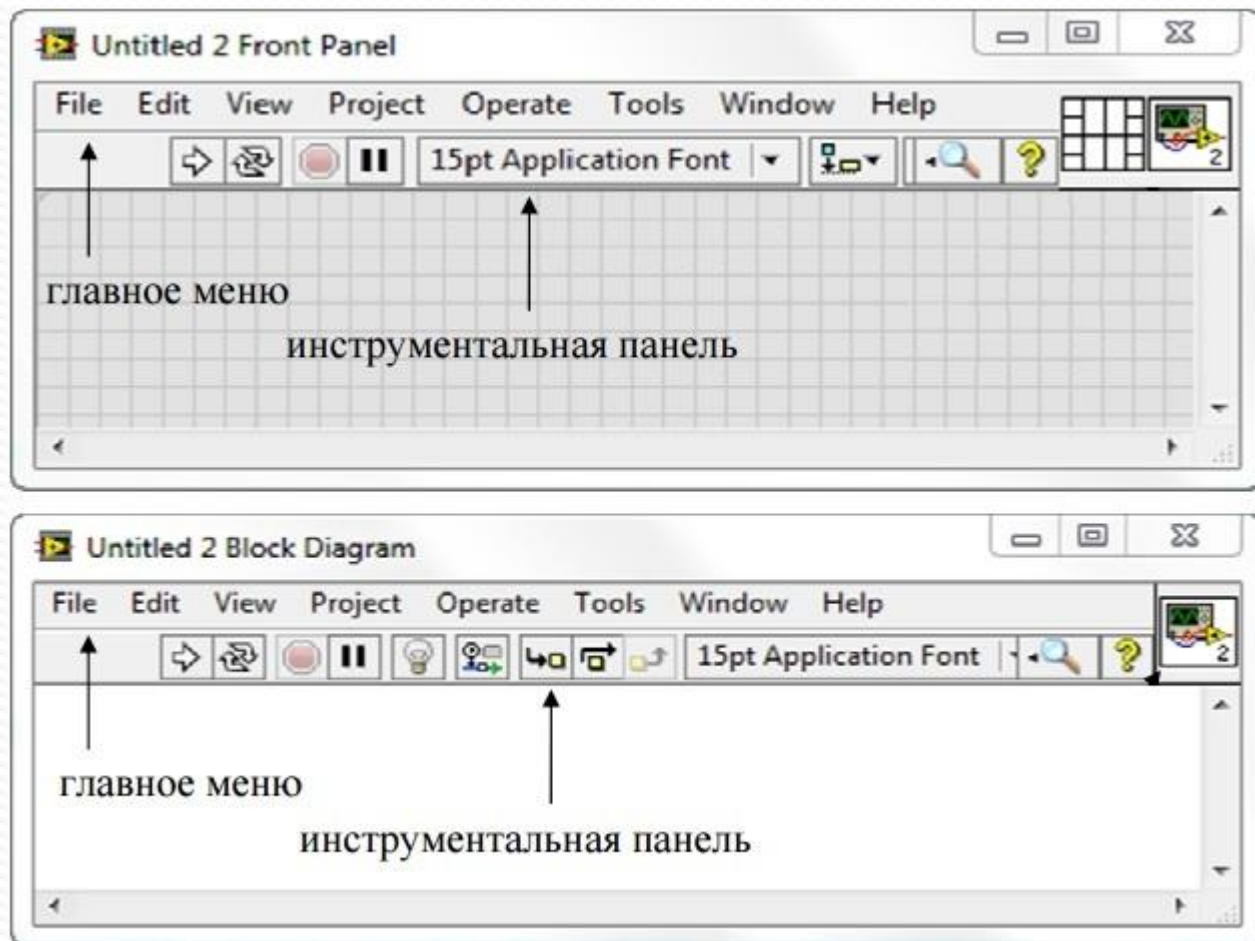 Untitled 2 Front Panel
File Edit View Project Operate Tools Window Help
15pt Application Font
2
главное меню
инструментальная панель
Untitled 2 Block Diagram
File Edit View Project Operate Tools Window Help
15pt Application Font
2
главное меню
инструментальная панель